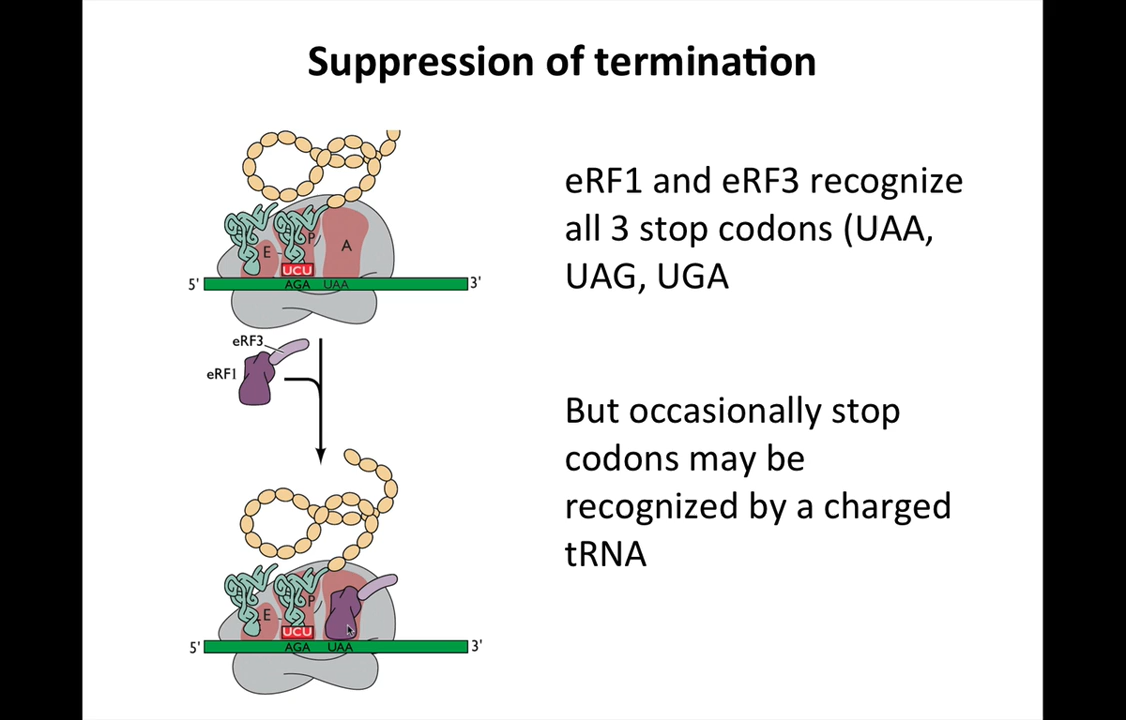 Suppression of termination
eRF1 and eRF3 recognize
all 3 stop codons (UAA,
UAG, UGA
But occasionally stop
codons may be
recognized by a charged
tRNA
E
P
A
UCU
5'
AGA
UAA
3'
eRF3
eRF1
E
P
UCU
5'
AGA
UAA
3'